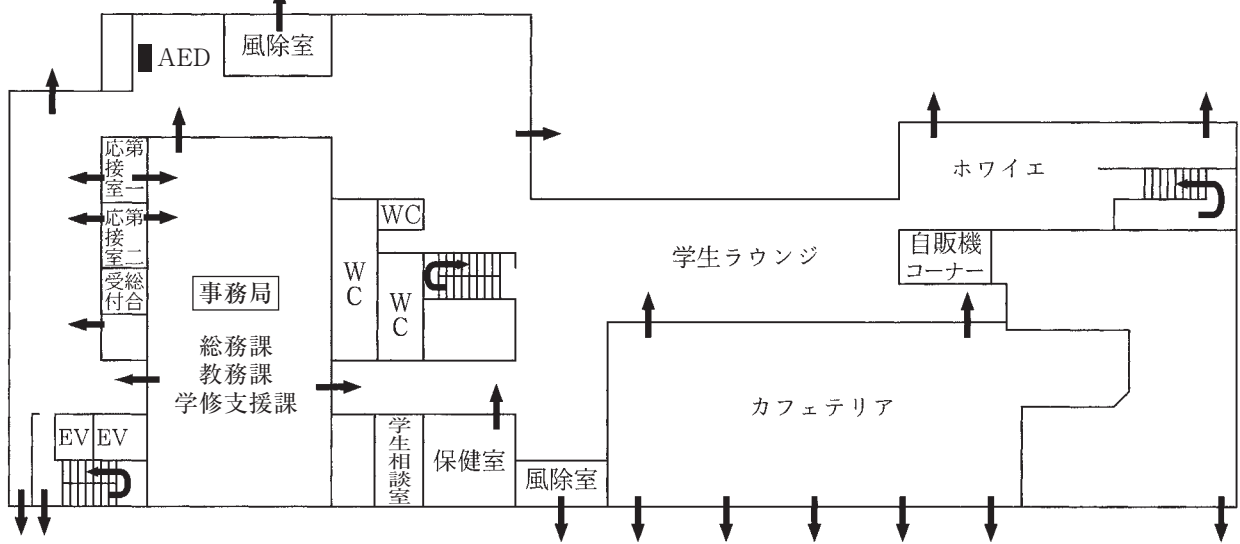 AED
風除室
第一応接室
第二応接室
総合受付
事務局
総務課
教務課
学修支援課
EV
EV
WC
WC
WC
学生相談室
保健室
風除室
学生ラウンジ
カフェテリア
自販機
コーナー
ホワイエ